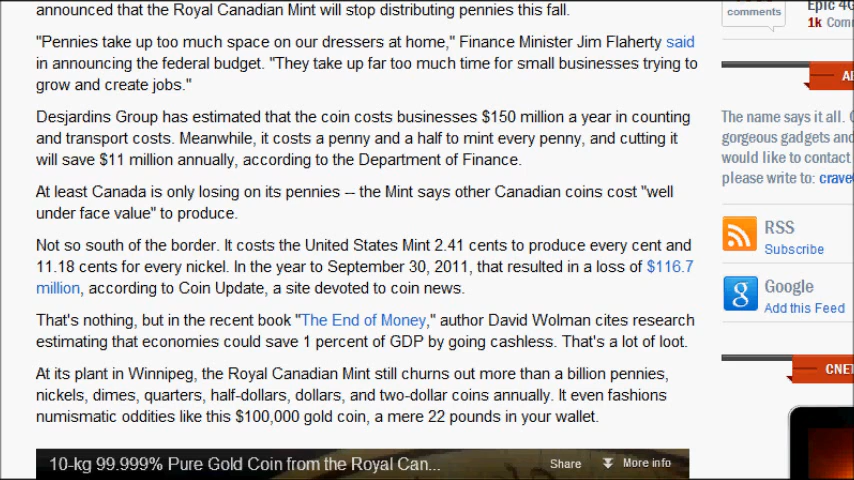 announced that the Royal Canadian Mint will stop distributing pennies this fall.
"Pennies take up too much space on our dressers at home," Finance Minister Jim Flaherty said
in announcing the federal budget. "They take up far too much time for small businesses trying to
grow and create jobs."
Desjardins Group has estimated that the coin costs businesses $150 million a year in counting
and transport costs. Meanwhile, it costs a penny and a half to mint every penny, and cutting it
will save $11 million annually, according to the Department of Finance.
At least Canada is only losing on its pennies -- the Mint says other Canadian coins cost "well
under face value" to produce.
Not so south of the border. It costs the United States Mint 2.41 cents to produce every cent and
11.18 cents for every nickel. In the year to September 30, 2011, that resulted in a loss of $116.7
million, according to Coin Update, a site devoted to coin news.
That's nothing, but in the recent book "The End of Money," author David Wolman cites research
estimating that economies could save 1 percent of GDP by going cashless. That's a lot of loot.
At its plant in Winnipeg, the Royal Canadian Mint still churns out more than a billion pennies,
nickels, dimes, quarters, half-dollars, dollars, and two-dollar coins annually. It even fashions
numismatic oddities like this $100,000 gold coin, a mere 22 pounds in your wallet.
10-kg 99.999% Pure Gold Coin from the Royal Can...
Share
More info
comments
Epic 4G
1k Com
The name says it all.
gorgeous gadgets and
would like to contact
please write to: crave
RSS
Subscribe
g
Google
Add this Feed
CNE